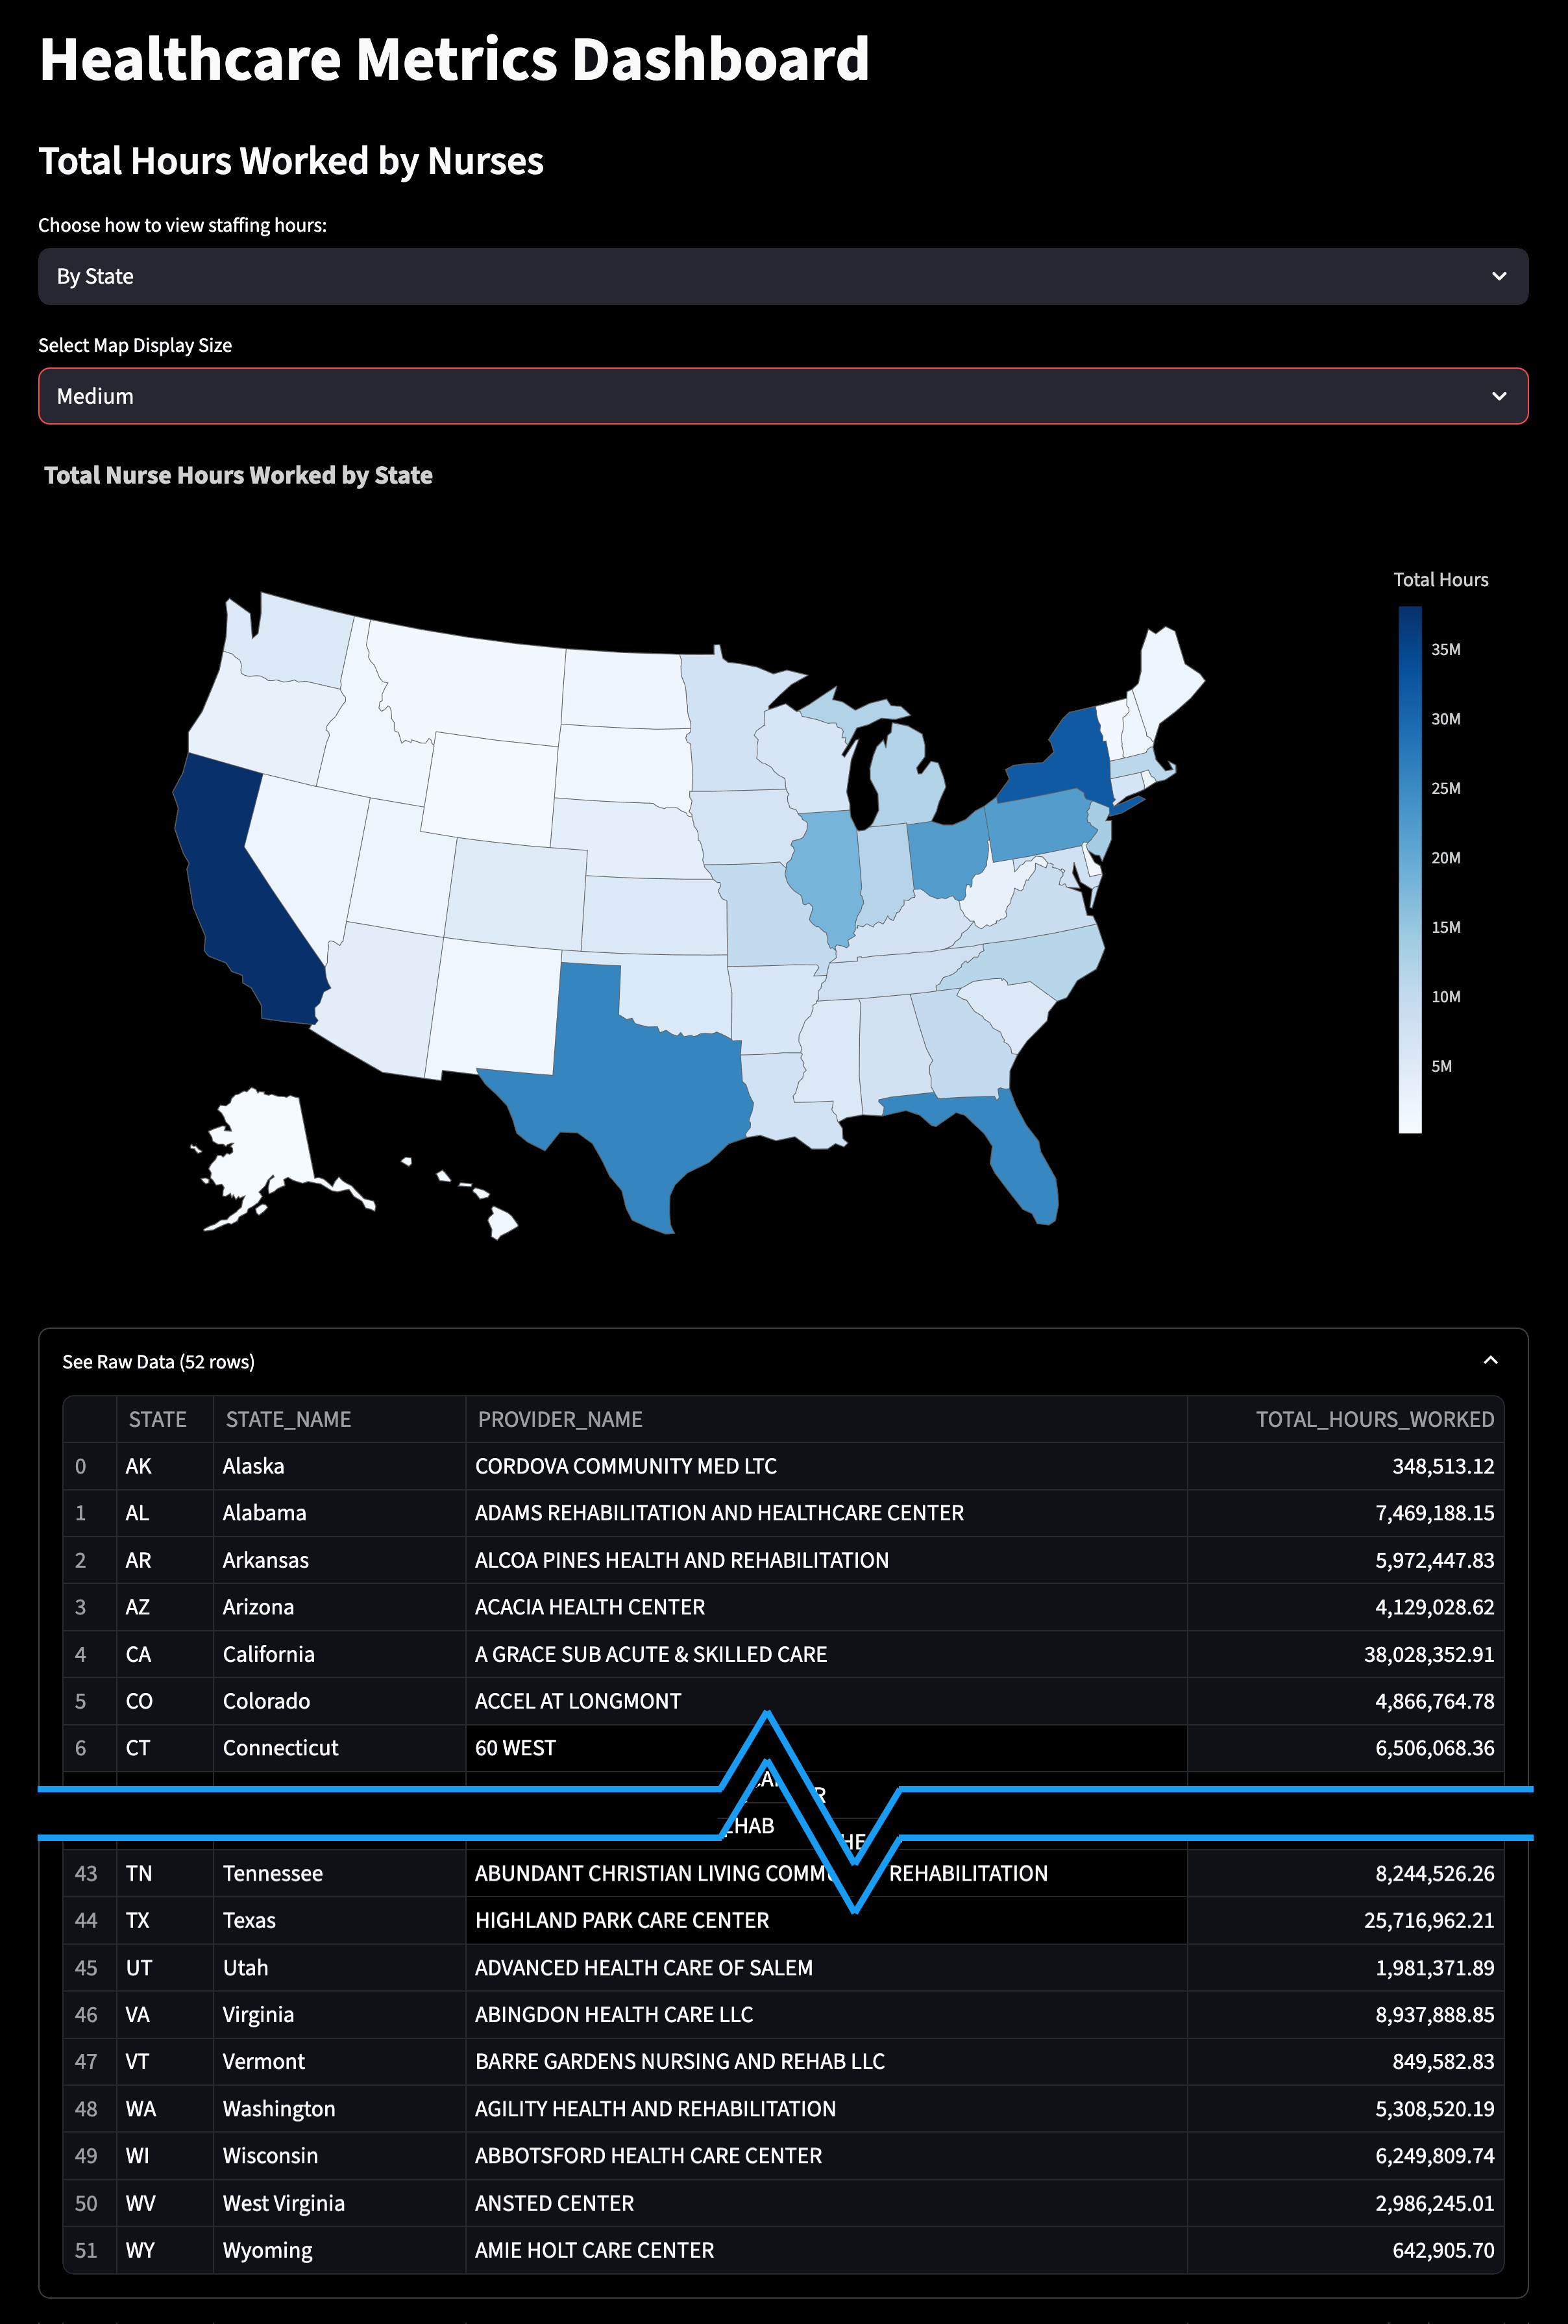 Healthcare Metrics Dashboard
Total Hours Worked by Nurses
Choose how to view staffing hours:
By State
Select Map Display Size
Medium
Total Nurse Hours Worked by State
Total Hours
35M
30M
25M
20M
15M
10M
5M
See Raw Data (52 rows)
STATE STATE_NAME PROVIDER_NAME TOTAL_HOURS_WORKED
0 AK Alaska CORDOVA COMMUNITY MED LTC 348,513.12
1 AL Alabama ADAMS REHABILITATION AND HEALTHCARE CENTER 7,469,188.15
2 AR Arkansas ALCOA PINES HEALTH AND REHABILITATION 5,972,447.83
3 AZ Arizona ACACIA HEALTH CENTER 4,129,028.62
4 CA California A GRACE SUB ACUTE & SKILLED CARE 38,028,352.91
5 CO Colorado ACCEL AT LONGMONT 4,866,764.78
6 CT Connecticut 60 WEST 6,506,068.36
43 TN Tennessee ABUNDANT CHRISTIAN LIVING REHABILITATION 8,244,526.26
44 TX Texas HIGHLAND PARK CARE CENTER 25,716,962.21
45 UT Utah ADVANCED HEALTH CARE OF SALEM 1,981,371.89
46 VA Virginia ABINGDON HEALTH CARE LLC 8,937,888.85
47 VT Vermont BARRE GARDENS NURSING AND REHAB LLC 849,582.83
48 WA Washington AGILITY HEALTH AND REHABILITATION 5,308,520.19
49 WI Wisconsin ABBOTSFORD HEALTH CARE CENTER 6,249,809.74
50 WV West Virginia ANSTED CENTER 2,986,245.01
51 WY Wyoming AMIE HOLT CARE CENTER 642,905.70